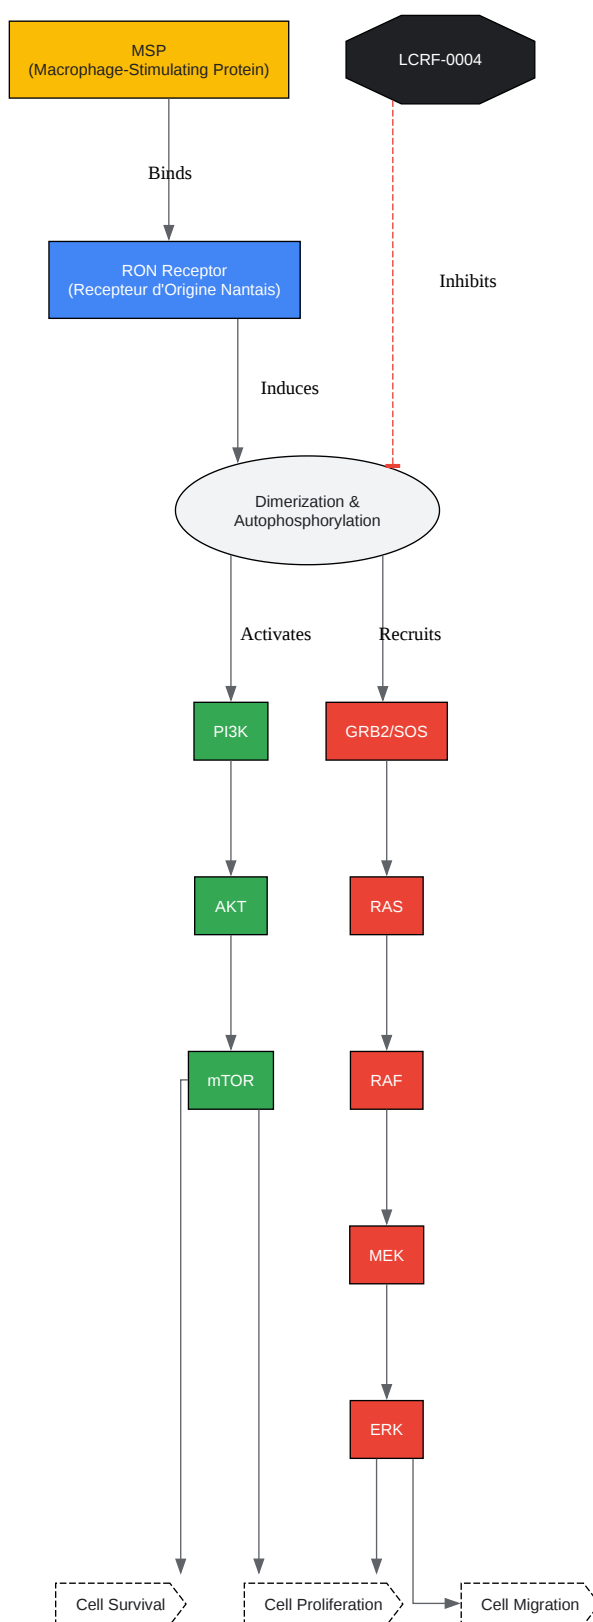 MSP
(Macrophage-Stimulating Protein)
LCRF-0004
Binds
RON Receptor
(Recepteur d'Origine Nantais)
Inhibits
Induces
Dimerization &
Autophosphorylation
Activates
Recruits
PI3K
GRB2/SOS
AKT
RAS
mTOR
RAF
MEK
ERK
Cell Survival
Cell Proliferation
Cell Migration